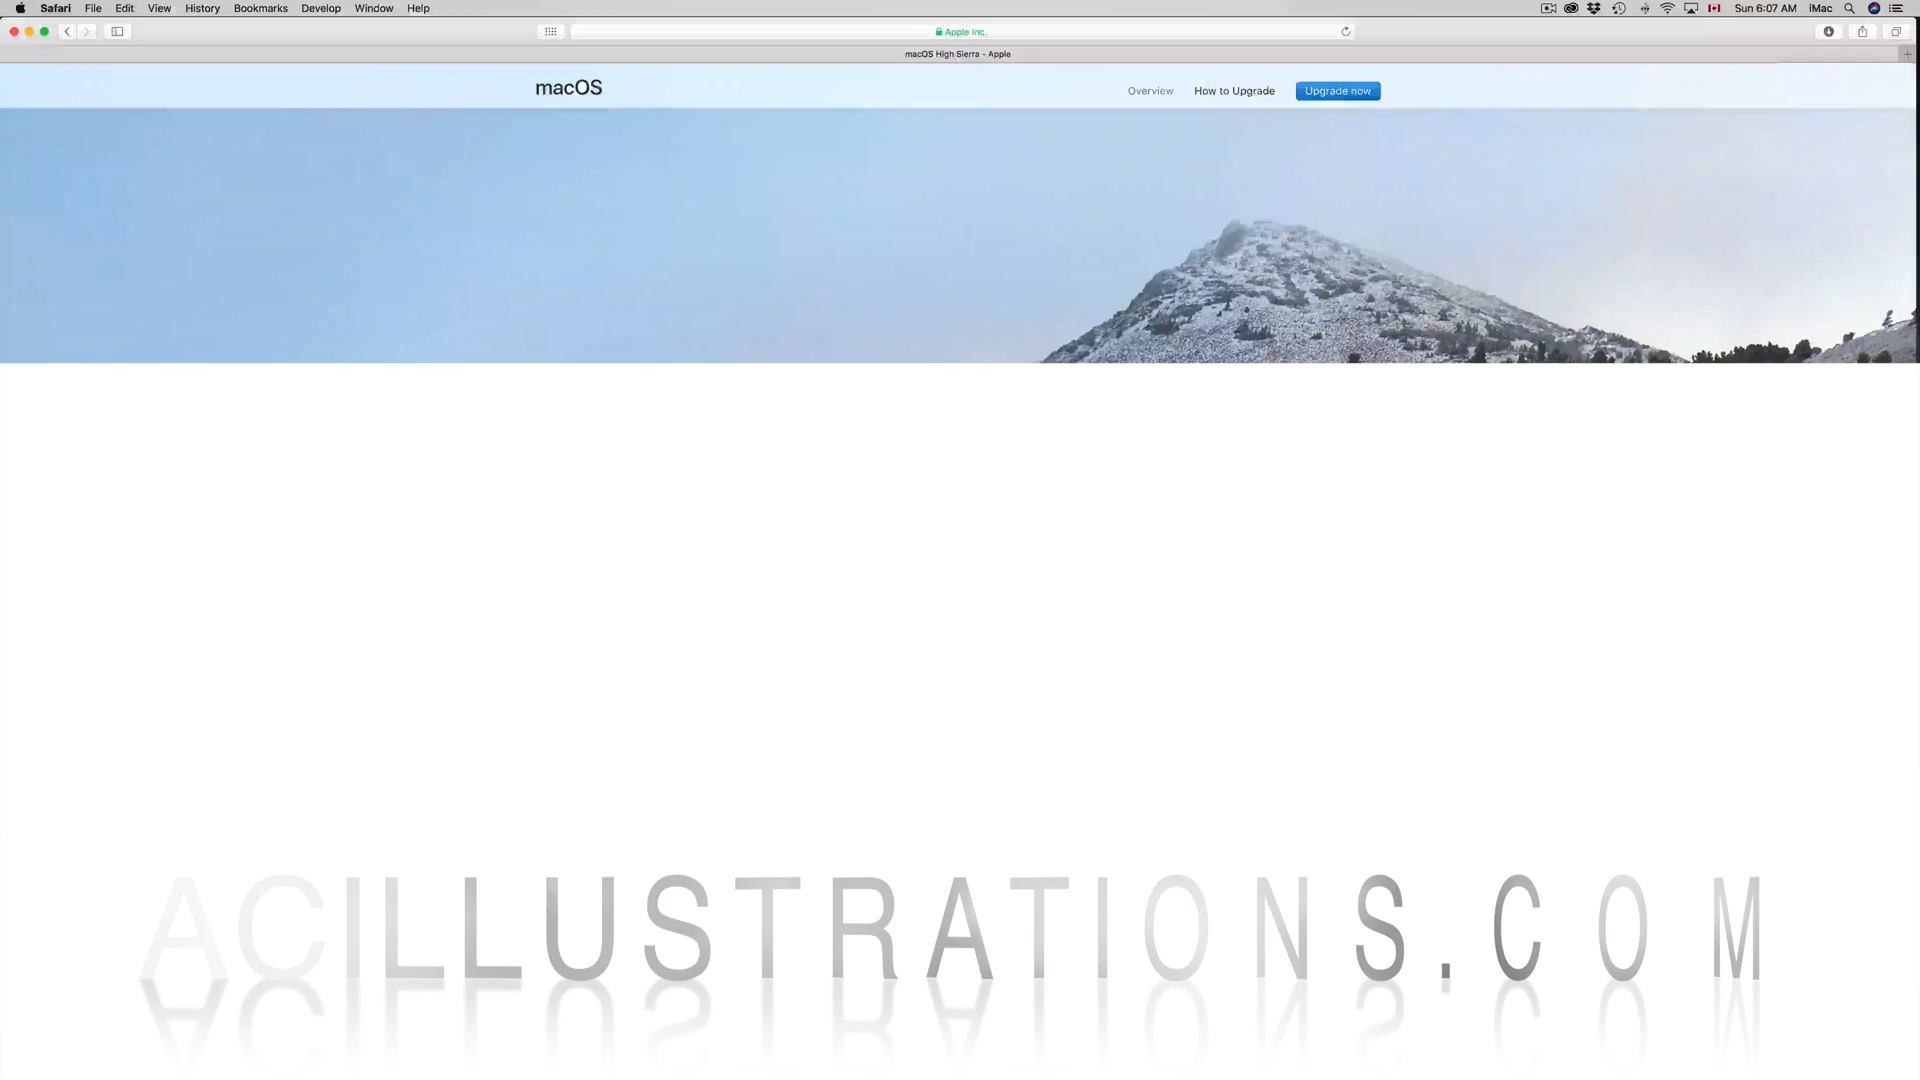 Safari File Edit View History Bookmarks Develop Window Help Sun 6:07 AM iMac
Apple Inc.
macOS High Sierra - Apple
macOS Overview How to Upgrade Upgrade now
ACILLUSTRATIONS.COM